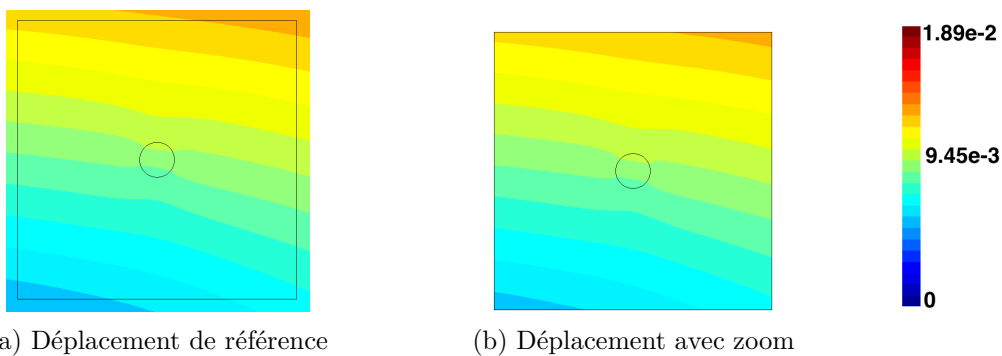 1.89e-2
9.45e-3
0
a) Déplacement de référence
(b) Déplacement avec zoom